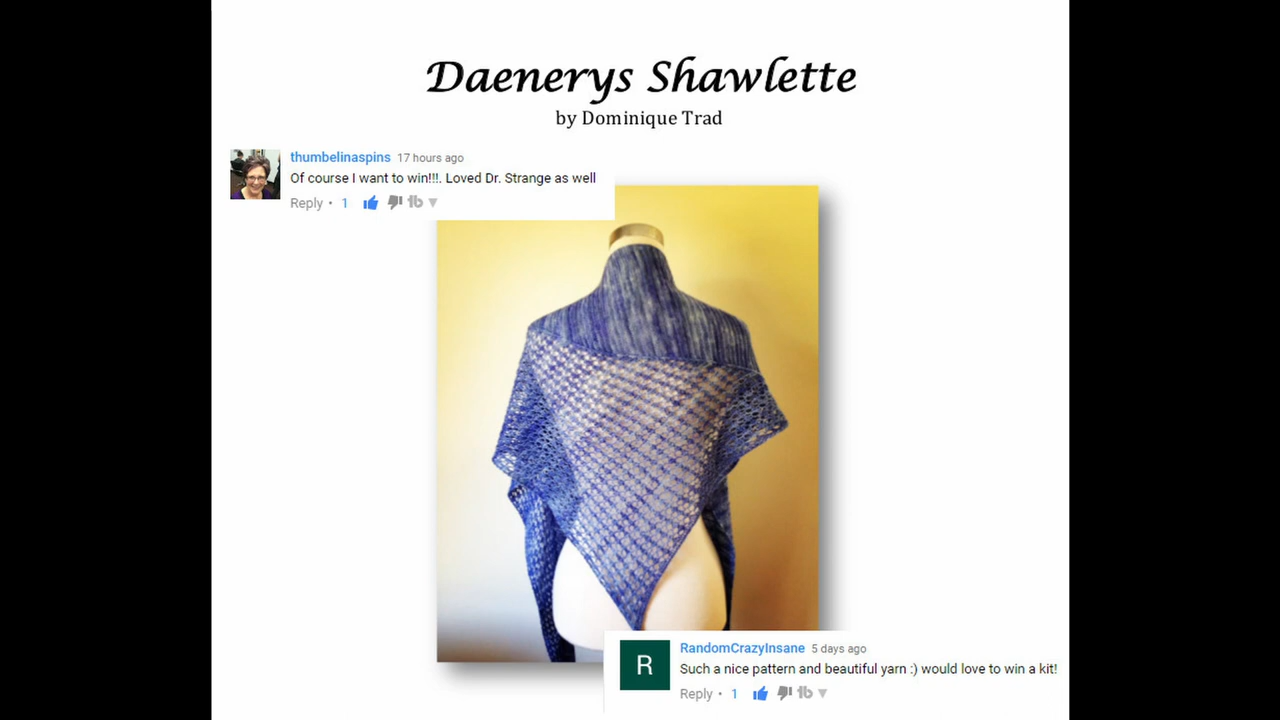 Daenerys Shawlette
by Dominique Trad
thumbelinaspins 17 hours ago
Of course I want to win!!!. Loved Dr. Strange as well
Reply • 1
R
RandomCrazyInsane 5 days ago
Such a nice pattern and beautiful yarn :) would love to win a kit!
Reply • 1